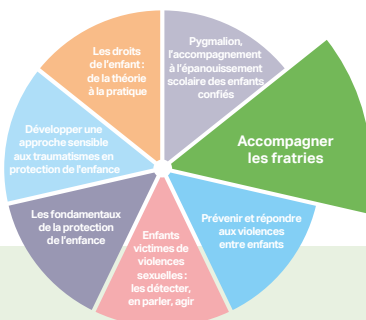 Pygmalion,
l'accompagnement
à l'épanouissement
scolaire des enfants
confiés
Accompagner
les fratries
Prévenir et répondre
aux violences
entre enfants
Enfants
victimes de
violences
sexuelles :
les détecter,
en parler, agir
Les fondamentaux
de la protection
de l'enfance
Développer une
approche sensible
aux traumatismes en
protection de l'enfance
Les droits
de l'enfant :
de la théorie
à la pratique